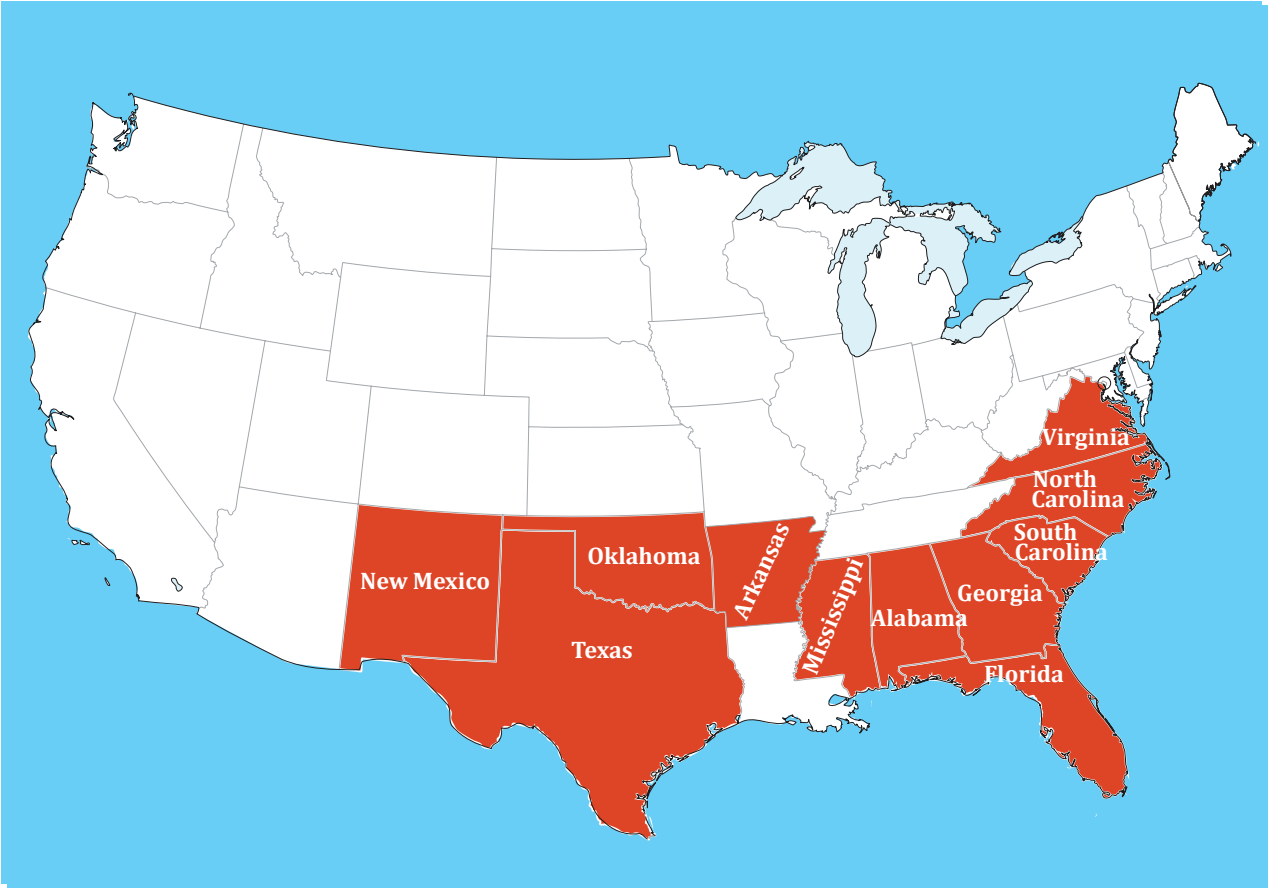 Virginia
North
Carolina
South
Carolina
Oklahoma
Arkansas
New Mexico
Mississippi
Georgia
Alabama
Texas
Florida